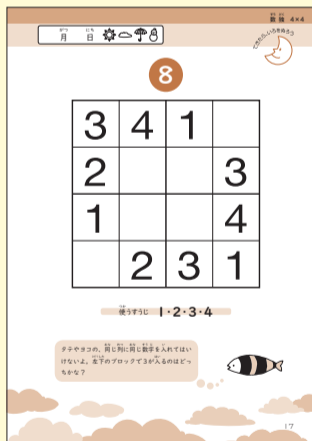 数独 4×4
できたら、いろをぬろう
月 日
8
3 4 1
2 3
1 4
2 3 1
使うすうじ 1・2・3・4
タテやヨコの、同じ列に同じ数字を入れてはい
けないよ。左下のブロックで3が入るのはどっ
ちかな？
17